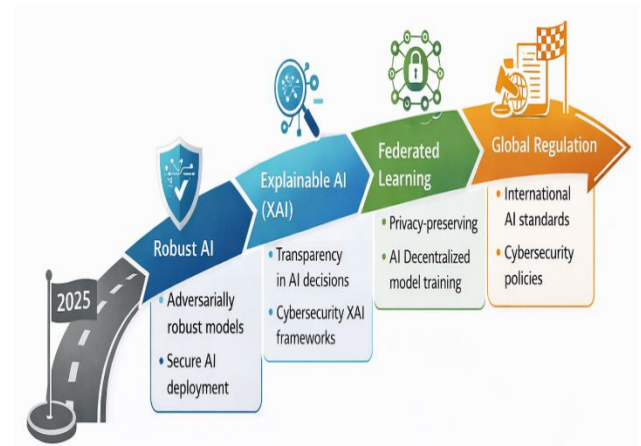 2025
Robust AI
• Adversarially
robust models
• Secure AI
deployment
Explainable AI
(XAI)
• Transparency
in AI decisions
• Cybersecurity XAI
frameworks
Federated
Learning
• Privacy-preserving
• AI Decentralized
model training
Global Regulation
• International
AI standards
• Cybersecurity
policies